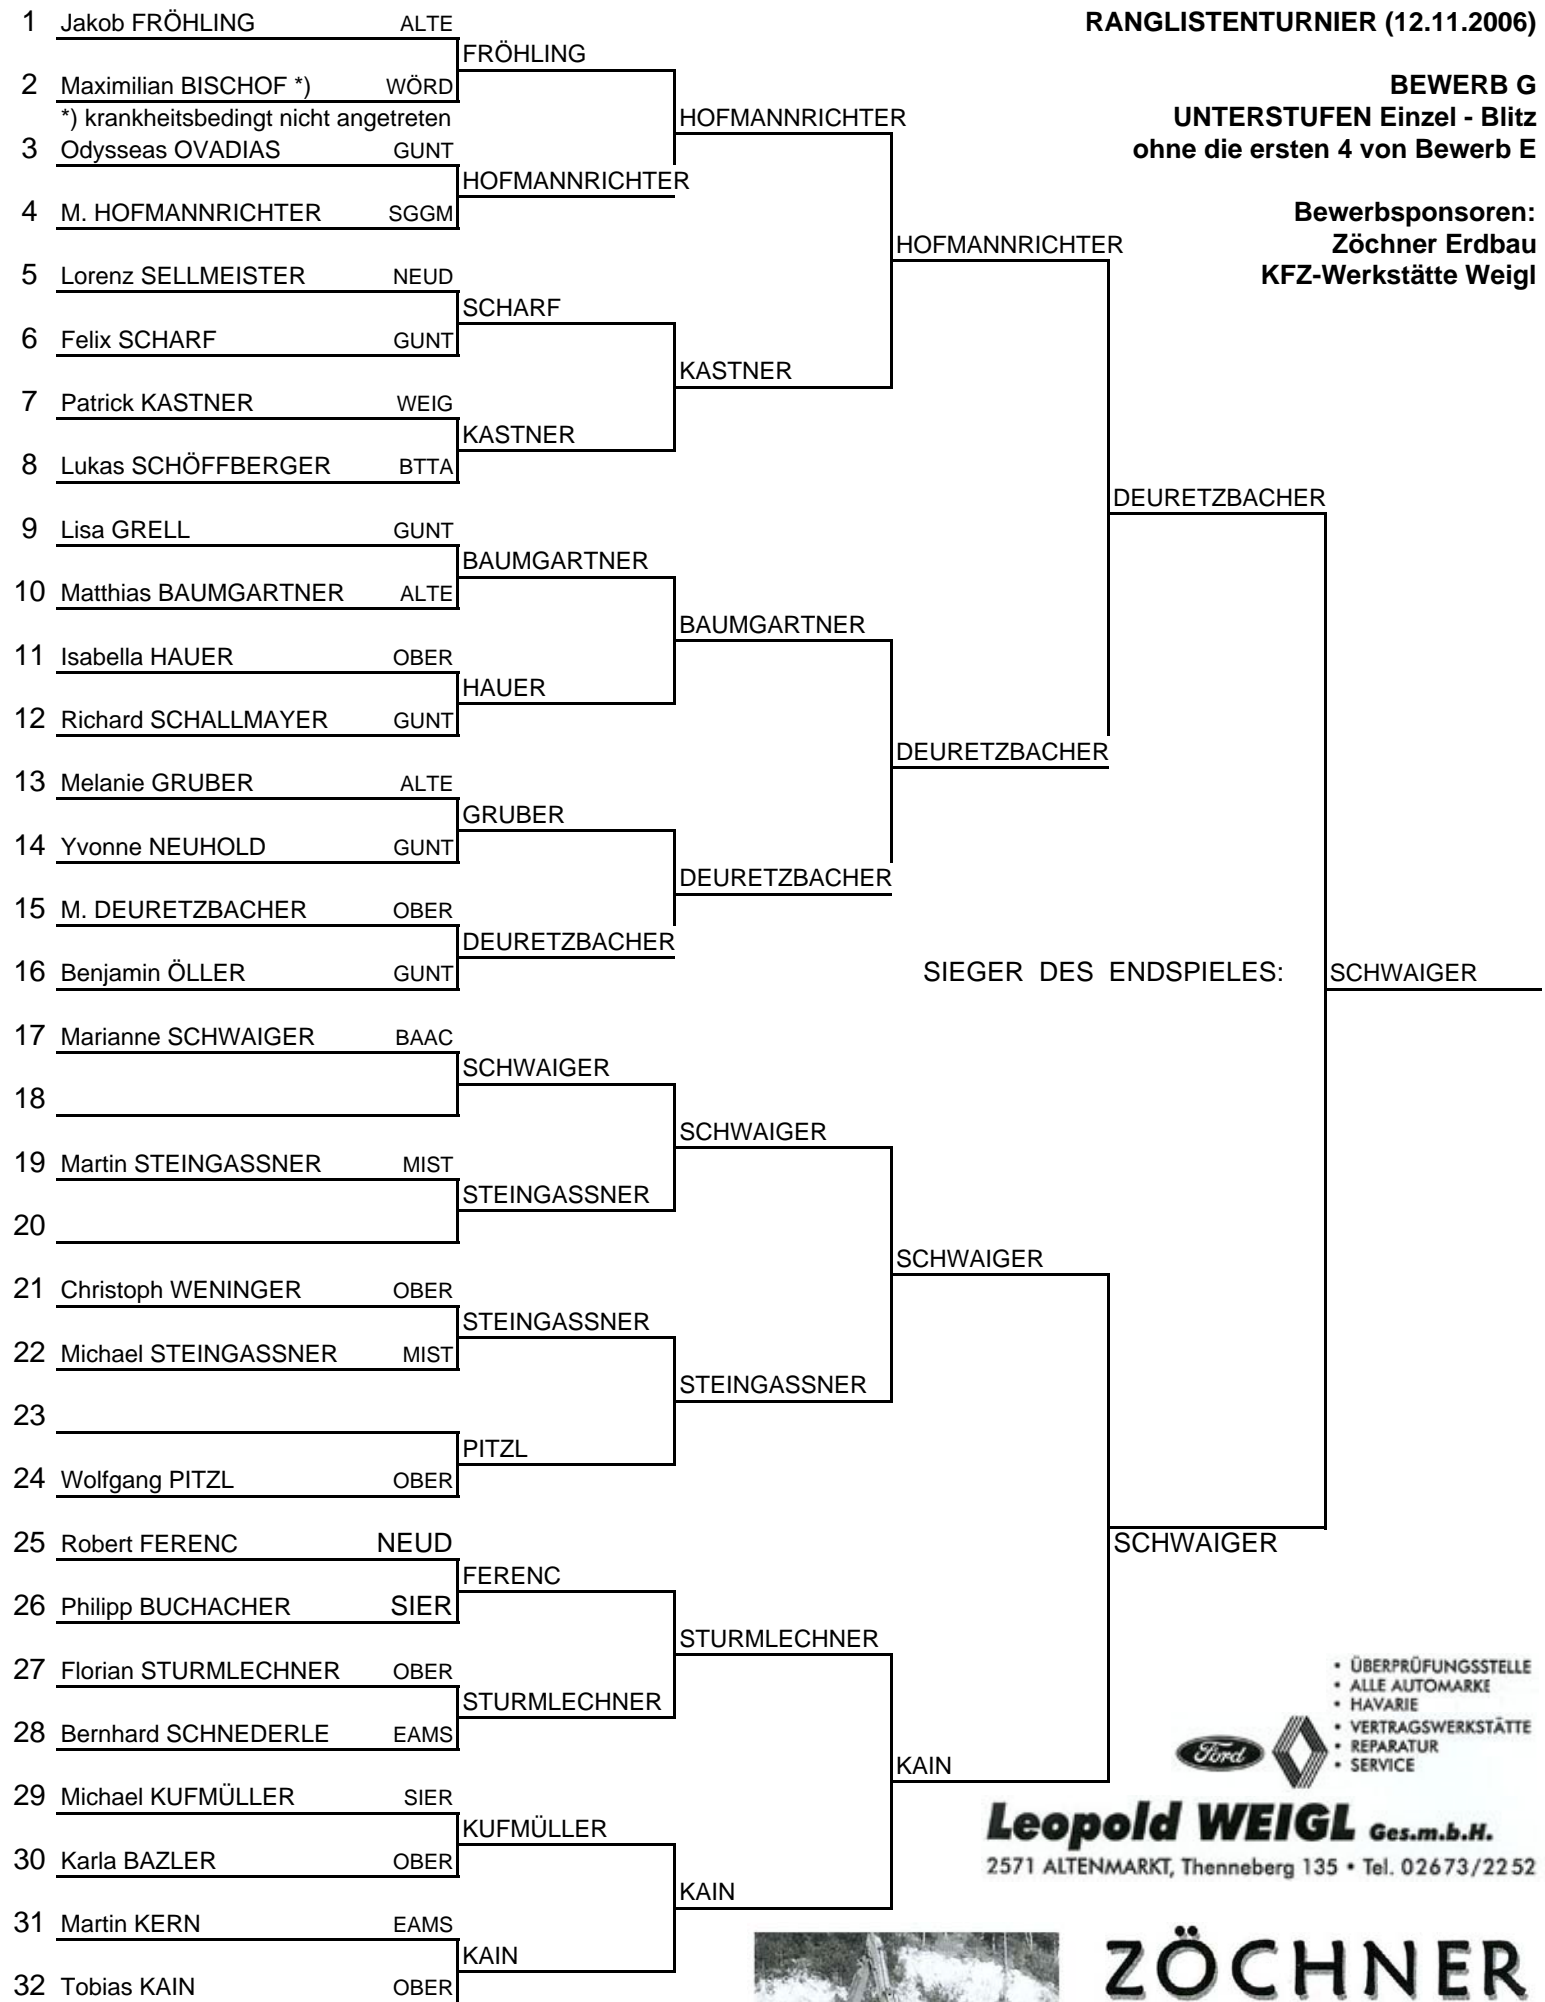 RANGLISTENTURNIER (12.11.2006)
BEWERB G
UNTERSTUFEN Einzel - Blitz
ohne die ersten 4 von Bewerb E
Bewerbsponsoren:
Zöchner Erdbau
KFZ-Werkstätte Weigl
1 Jakob FRÖHLING ALTE
2 Maximilian BISCHOF *) WÖRD
*) krankheitsbedingt nicht angetreten
3 Odysseas OVADIAS GUNT
4 M. HOFMANNRICHTER SGGM
5 Lorenz SELLMEISTER NEUD
6 Felix SCHARF GUNT
7 Patrick KASTNER WEIG
8 Lukas SCHÖFFBERGER BTTA
9 Lisa GRELL GUNT
10 Matthias BAUMGARTNER ALTE
11 Isabella HAUER OBER
12 Richard SCHALLMAYER GUNT
13 Melanie GRUBER ALTE
14 Yvonne NEUHOLD GUNT
15 M. DEURETZBACHER OBER
16 Benjamin ÖLLER GUNT
17 Marianne SCHWAIGER BAAC
18
19 Martin STEINGASSNER MIST
20
21 Christoph WENINGER OBER
22 Michael STEINGASSNER MIST
23
24 Wolfgang PITZL OBER
25 Robert FERENC NEUD
26 Philipp BUCHACHER SIER
27 Florian STURMLECHNER OBER
28 Bernhard SCHNEDERLE EAMS
29 Michael KUFMÜLLER SIER
30 Karla BAZLER OBER
31 Martin KERN EAMS
32 Tobias KAIN OBER
FRÖHLING
HOFMANNRICHTER
SCHARF
KASTNER
BAUMGARTNER
HAUER
GRUBER
DEURETZBACHER
SCHWAIGER
STEINGASSNER
STEINGASSNER
PITZL
FERENC
STURMLECHNER
KUFMÜLLER
KAIN
HOFMANNRICHTER
KASTNER
BAUMGARTNER
DEURETZBACHER
SCHWAIGER
STEINGASSNER
STURMLECHNER
KAIN
HOFMANNRICHTER
DEURETZBACHER
SCHWAIGER
KAIN
DEURETZBACHER
SCHWAIGER
SIEGER DES ENDSPIELES: SCHWAIGER
• ÜBERPRÜFUNGSSTELLE
• ALLE AUTOMARKE
• HAVARIE
• VERTRAGSWERKSTÄTTE
• REPARATUR
• SERVICE
Ford
Leopold WEIGL Ges.m.b.H.
2571 ALTENMARKT, Thenneberg 135 • Tel. 02673/2252
ZÖCHNER